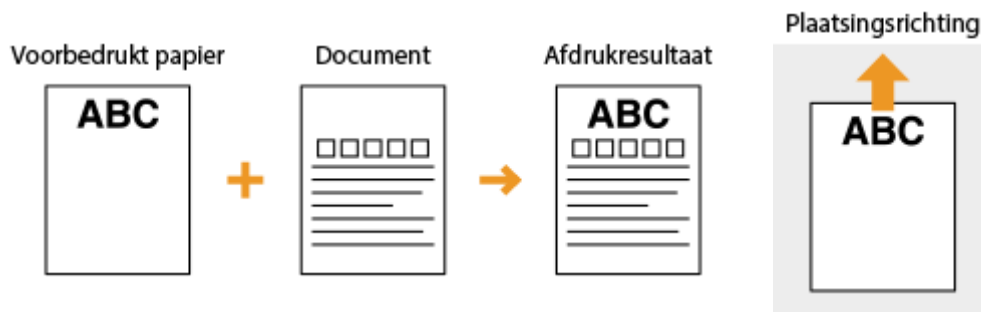 Plaatsingsrichting
Voorbedrukt papier
Document
Afdrukresultaat
ABC
ABC
ABC